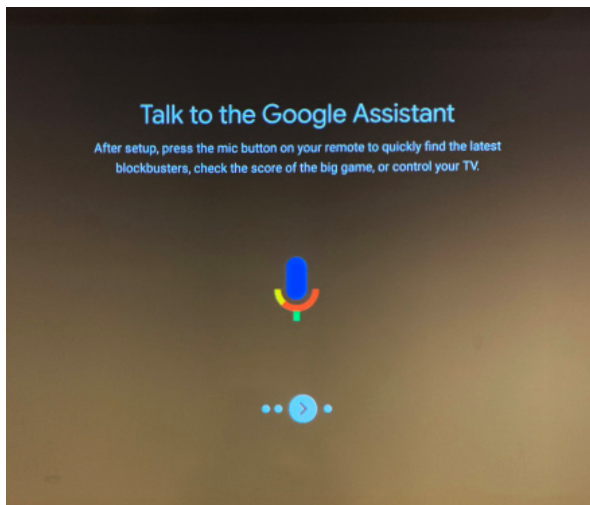 Talk to the Google Assistant
After setup, press the mic button on your remote to quickly find the latest
blockbusters, check the score of the big game, or control your TV.